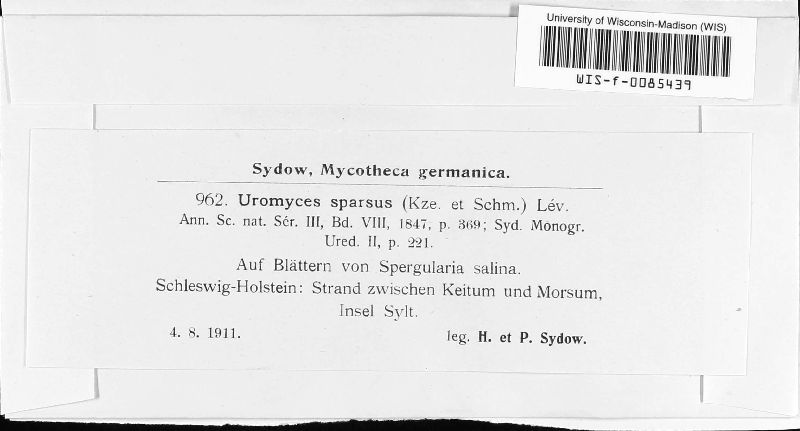 University of Wisconsin-Madison (WIS)
WIS-f-0085439
Sydow, Mycotheca germanica.
962. Uromyces sparsus (Kze. et Schm.) Lév.
Ann. Sc. nat. Sér. III, Bd. VIII, 1847, p. 369; Syd. Monogr.
Ured. II, p. 221.
Auf Blättern von Spergularia salina.
Schleswig-Holstein: Strand zwischen Keitum und Morsum,
Insel Sylt.
4. 8. 1911. leg. H. et P. Sydow.